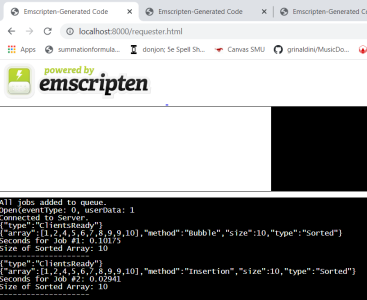 Emscripten-Generated Code
Emscripten-Generated Code
Emscripten-Generated Co
localhost:8000/requester.html
Apps
summationformula...
donjon; 5e Spell Sh...
Canvas SMU
grinaldini/MusicDo...
powered by
emscripten
All jobs added to queue.
Open(eventType: 0, userData: 1
Connected to Server.
{"type":"ClientsReady"}
{"array":[1,2,4,5,6,7,8,9,9,10],"method":"Bubble","size":10,"type":"Sorted"}
Seconds for Job #1: 0.10175
Size of Sorted Array: 10
--------------------
{"type":"ClientsReady"}
{"array":[1,2,4,5,6,7,8,9,9,10],"method":"Insertion","size":10,"type":"Sorted"}
Seconds for Job #2: 0.02941
Size of Sorted Array: 10
--------------------